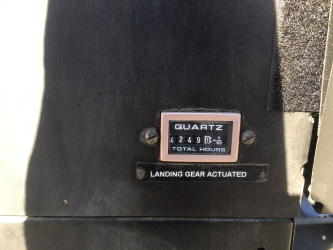 QUARTZ
4249
TOTAL HOURS
LANDING GEAR ACTUATED